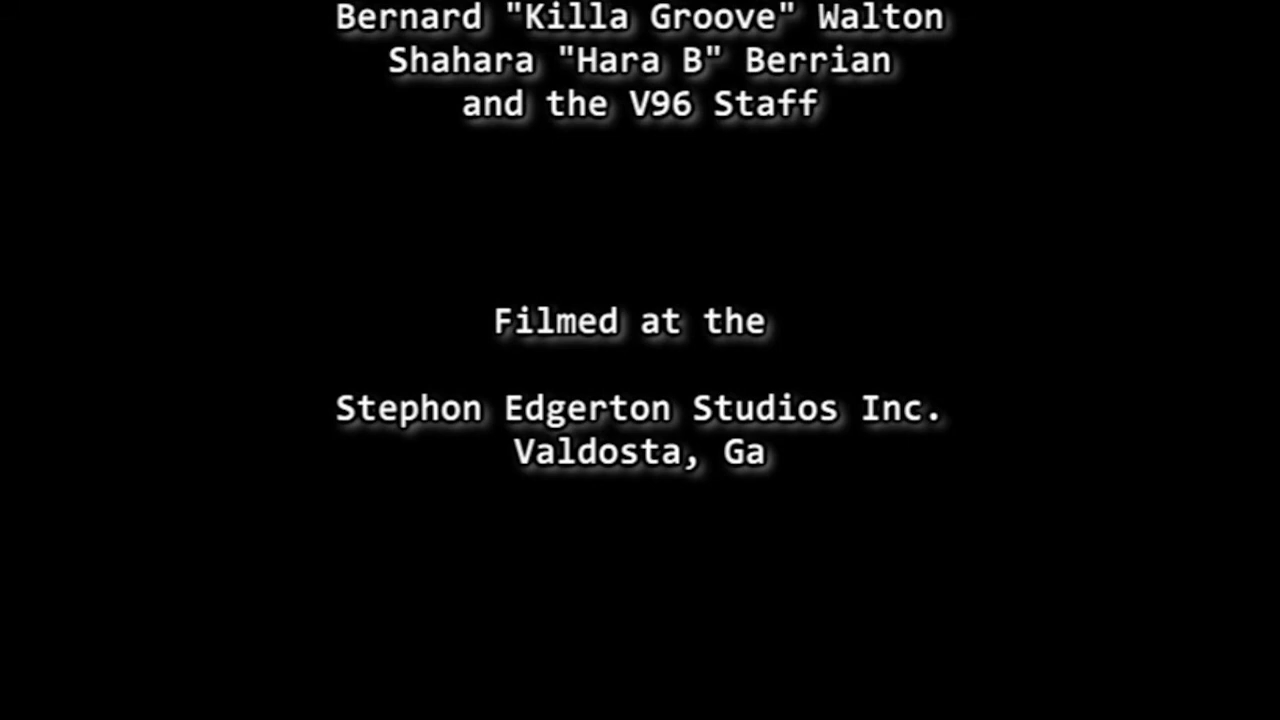 Bernard "Killa Groove" Walton
Shahara "Hara B" Berrian
and the V96 Staff
Filmed at the
Stephon Edgerton Studios Inc.
Valdosta, Ga